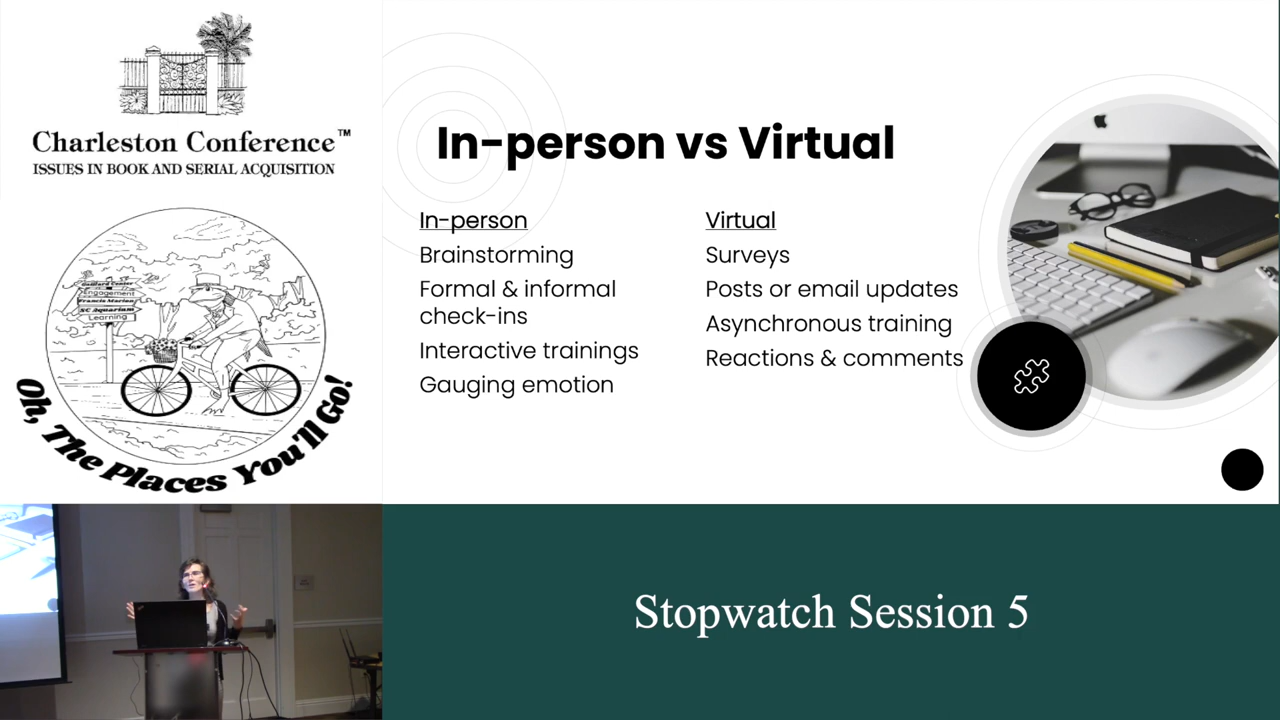 Charleston Conference™
ISSUES IN BOOK AND SERIAL ACQUISITION
Gaillard Center
Engagement
Francis Marion
SC Aquarium
Learning
Oh, The Places You'll Go!
In-person vs Virtual
In-person
Brainstorming
Formal & informal
check-ins
Interactive trainings
Gauging emotion
Virtual
Surveys
Posts or email updates
Asynchronous training
Reactions & comments
Stopwatch Session 5